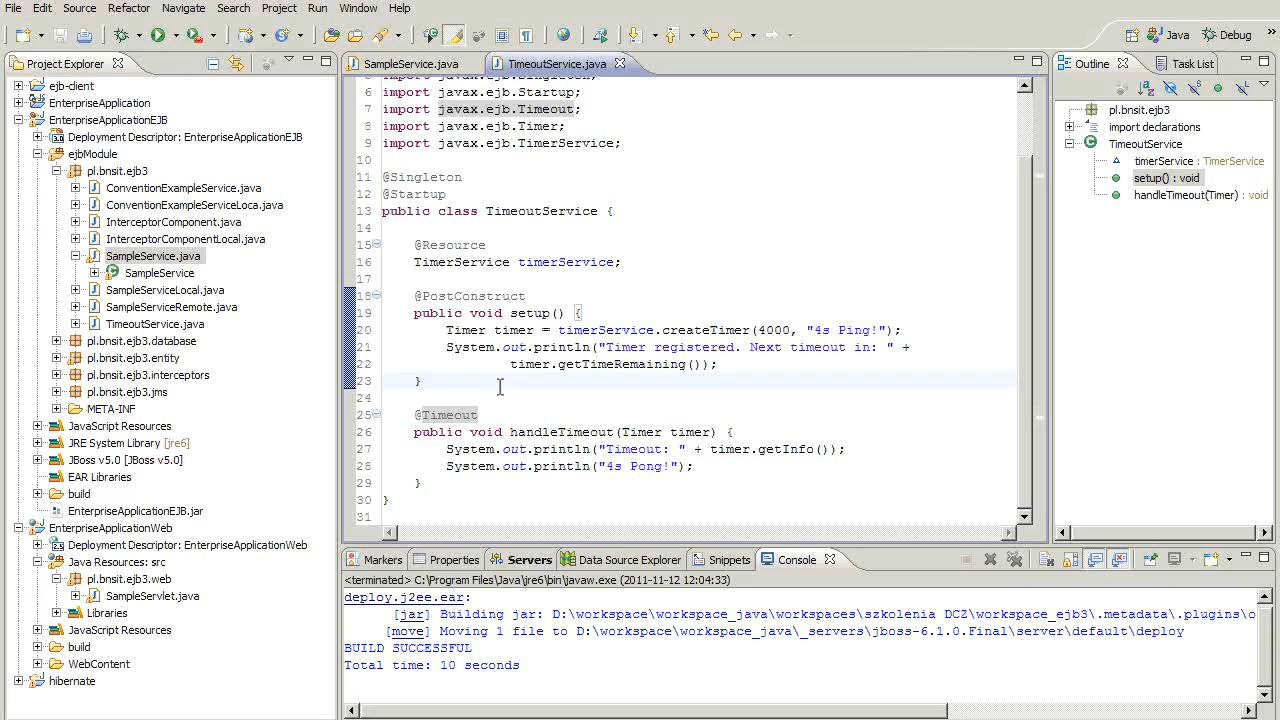 File Edit Source Refactor Navigate Search Project Run Window Help
Java Debug
Project Explorer
ejb-client
EnterpriseApplication
EnterpriseApplicationEJB
Deployment Descriptor: EnterpriseApplicationEJB
ejbModule
pl.bnsit.ejb3
ConventionExampleService.java
ConventionExampleServiceLoca.java
InterceptorComponent.java
InterceptorComponentLocal.java
SampleService.java
SampleService
SampleServiceLocal.java
SampleServiceRemote.java
TimeoutService.java
pl.bnsit.ejb3.database
pl.bnsit.ejb3.entity
pl.bnsit.ejb3.interceptors
pl.bnsit.ejb3.jms
META-INF
JavaScript Resources
JRE System Library [jre6]
JBoss v5.0 [JBoss v5.0]
EAR Libraries
build
EnterpriseApplicationEJB.jar
EnterpriseApplicationWeb
Deployment Descriptor: EnterpriseApplicationWeb
Java Resources: src
pl.bnsit.ejb3.web
SampleServlet.java
Libraries
JavaScript Resources
build
WebContent
hibernate
SampleService.java TimeoutService.java
5 import javax.ejb.Singleton;
6 import javax.ejb.Startup;
7 import javax.ejb.Timeout;
8 import javax.ejb.Timer;
9 import javax.ejb.TimerService;
10
11 @Singleton
12 @Startup
13 public class TimeoutService {
14
15 @Resource
16 TimerService timerService;
17
18 @PostConstruct
19 public void setup() {
20 Timer timer = timerService.createTimer(4000, "4s Ping!");
21 System.out.println("Timer registered. Next timeout in: " +
22 timer.getTimeRemaining());
23 }
24
25 @Timeout
26 public void handleTimeout(Timer timer) {
27 System.out.println("Timeout: " + timer.getInfo());
28 System.out.println("4s Pong!");
29 }
30 }
31
Outline Task List
pl.bnsit.ejb3
import declarations
TimeoutService
timerService : TimerService
setup() : void
handleTimeout(Timer) : void
Markers Properties Servers Data Source Explorer Snippets Console
<terminated> C:\Program Files\Java\jre6\bin\javaw.exe (2011-11-12 12:04:33)
deploy.j2ee.ear:
[jar] Building jar: D:\workspace\workspace_java\workspaces\szkolenia DCZ\workspace_ejb3\.metadata\.plugins\o
[move] Moving 1 file to D:\workspace\workspace_java\_servers\jboss-6.1.0.Final\server\default\deploy
BUILD SUCCESSFUL
Total time: 10 seconds